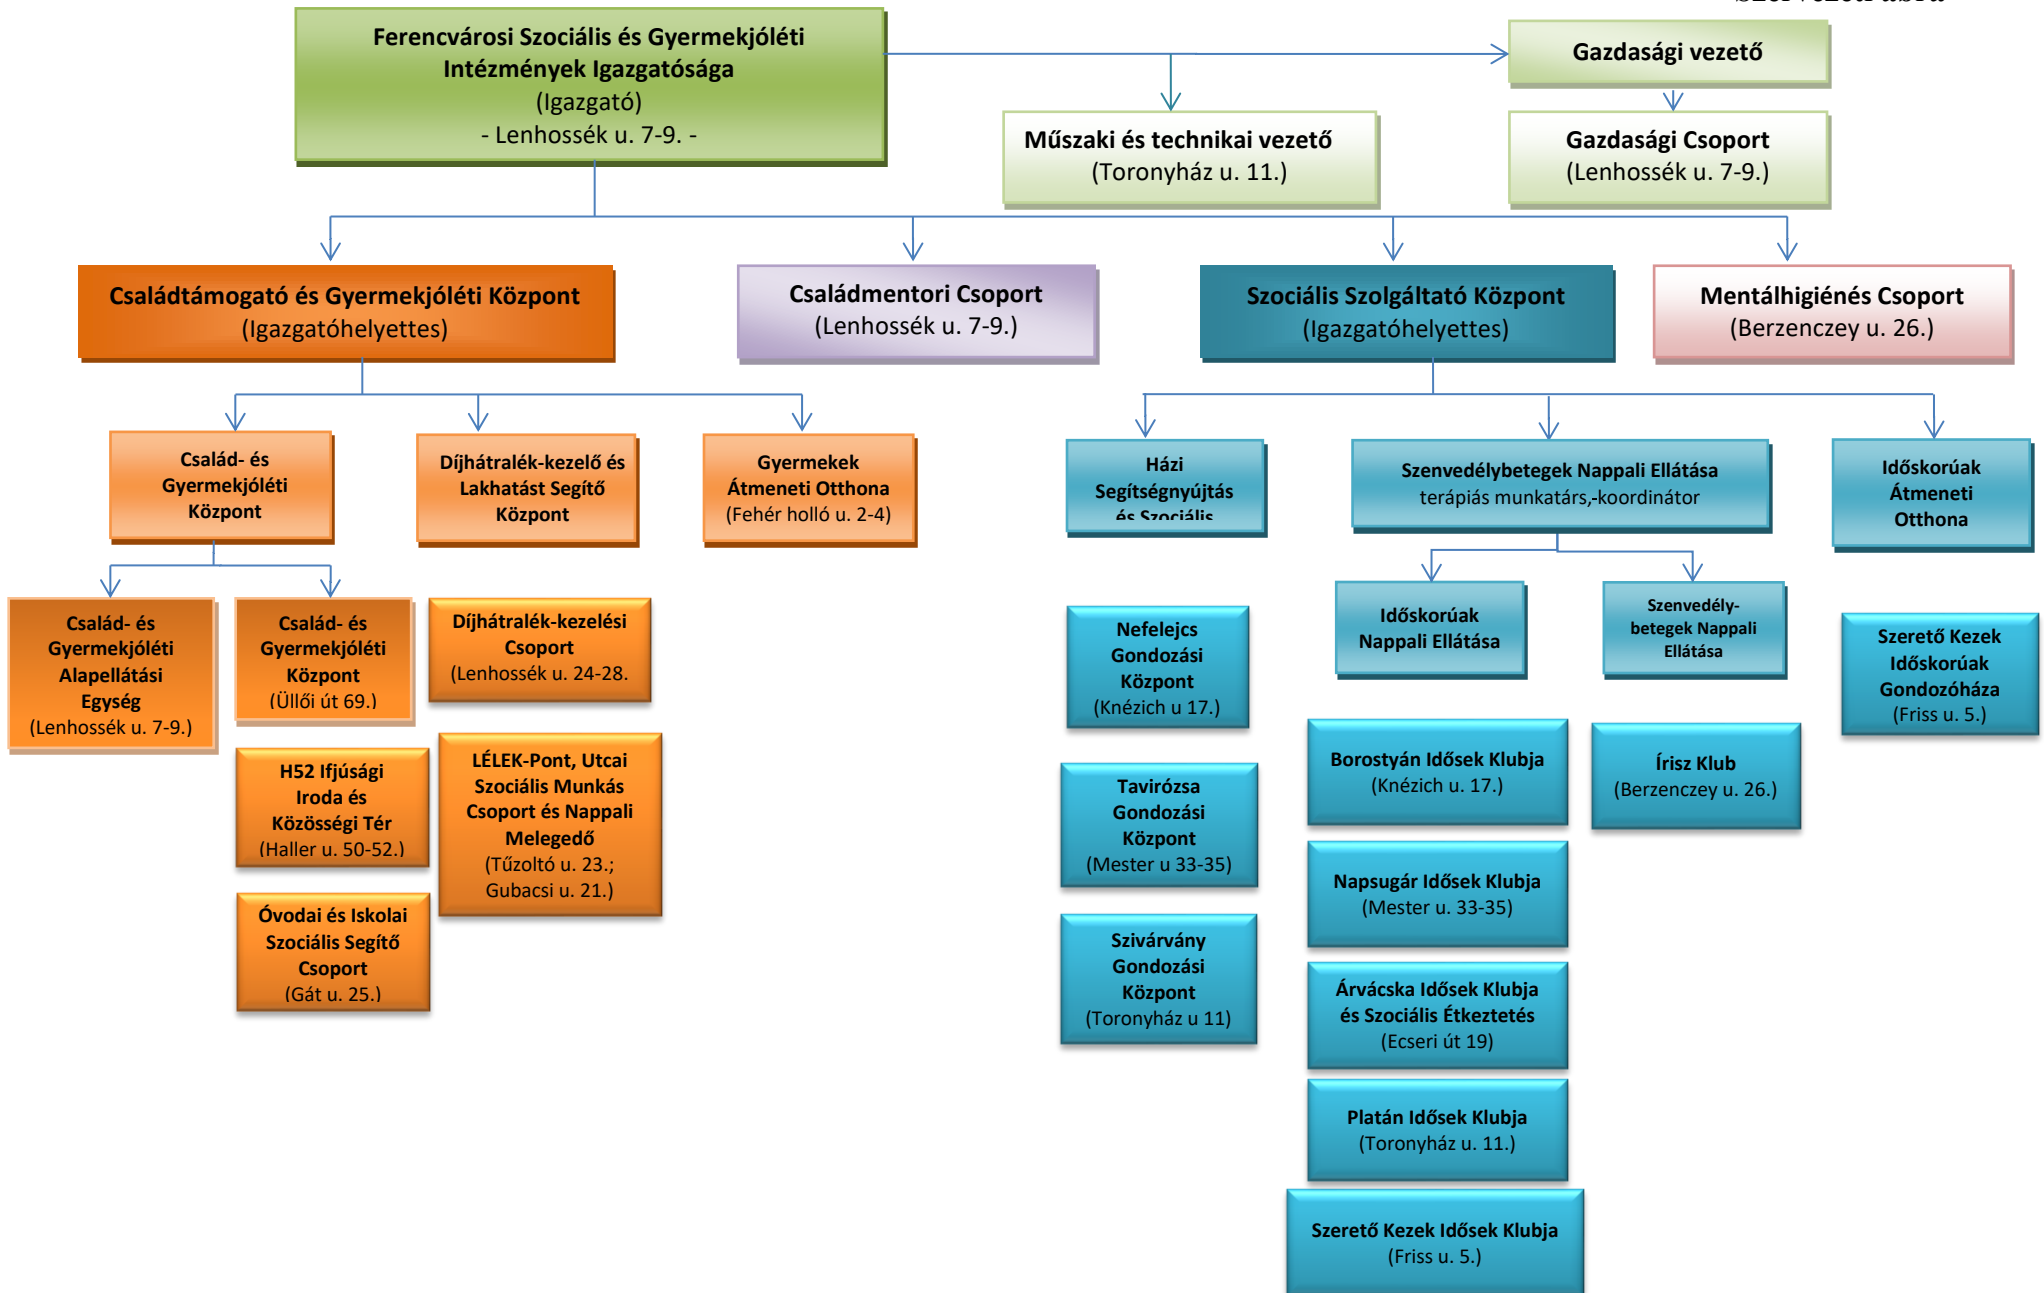 Ferencvárosi Szociális és Gyermekjóléti
Intézmények Igazgatósága
(Igazgató)
- Lenhossék u. 7-9. -
Gazdasági vezető
Műszaki és technikai vezető
(Toronyház u. 11.)
Gazdasági Csoport
(Lenhossék u. 7-9.)
Családtámogató és Gyermekjóléti Központ
(Igazgatóhelyettes)
Családmentori Csoport
(Lenhossék u. 7-9.)
Szociális Szolgáltató Központ
(Igazgatóhelyettes)
Mentálhigiénés Csoport
(Berzenczey u. 26.)
Család- és
Gyermekjóléti
Központ
Díjhátralék-kezelő és
Lakhatást Segítő
Központ
Gyermekek
Átmeneti Otthona
(Fehér holló u. 2-4)
Házi
Segítségnyújtás
és Szociális
Szenvedélybetegek Nappali Ellátása
terápiás munkatárs,-koordinátor
Időskorúak
Átmeneti
Otthona
Család- és
Gyermekjóléti
Alapellátási
Egység
(Lenhossék u. 7-9.)
Család- és
Gyermekjóléti
Központ
(Üllői út 69.)
Díjhátralék-kezelési
Csoport
(Lenhossék u. 24-28.
Nefelejcs
Gondozási
Központ
(Knézich u 17.)
Időskorúak
Nappali Ellátása
Szenvedély-
betegek Nappali
Ellátása
Szerető Kezek
Időskorúak
Gondozóháza
(Friss u. 5.)
H52 Ifjúsági
Iroda és
Közösségi Tér
(Haller u. 50-52.)
LÉLEK-Pont, Utcai
Szociális Munkás
Csoport és Nappali
Melegedő
(Tűzoltó u. 23.;
Gubacsi u. 21.)
Tavirózsa
Gondozási
Központ
(Mester u 33-35)
Borostyán Idősek Klubja
(Knézich u. 17.)
Írisz Klub
(Berzenczey u. 26.)
Napsugár Idősek Klubja
(Mester u. 33-35)
Óvodai és Iskolai
Szociális Segítő
Csoport
(Gát u. 25.)
Szivárvány
Gondozási
Központ
(Toronyház u 11)
Árvácska Idősek Klubja
és Szociális Étkeztetés
(Ecseri út 19)
Platán Idősek Klubja
(Toronyház u. 11.)
Szerető Kezek Idősek Klubja
(Friss u. 5.)